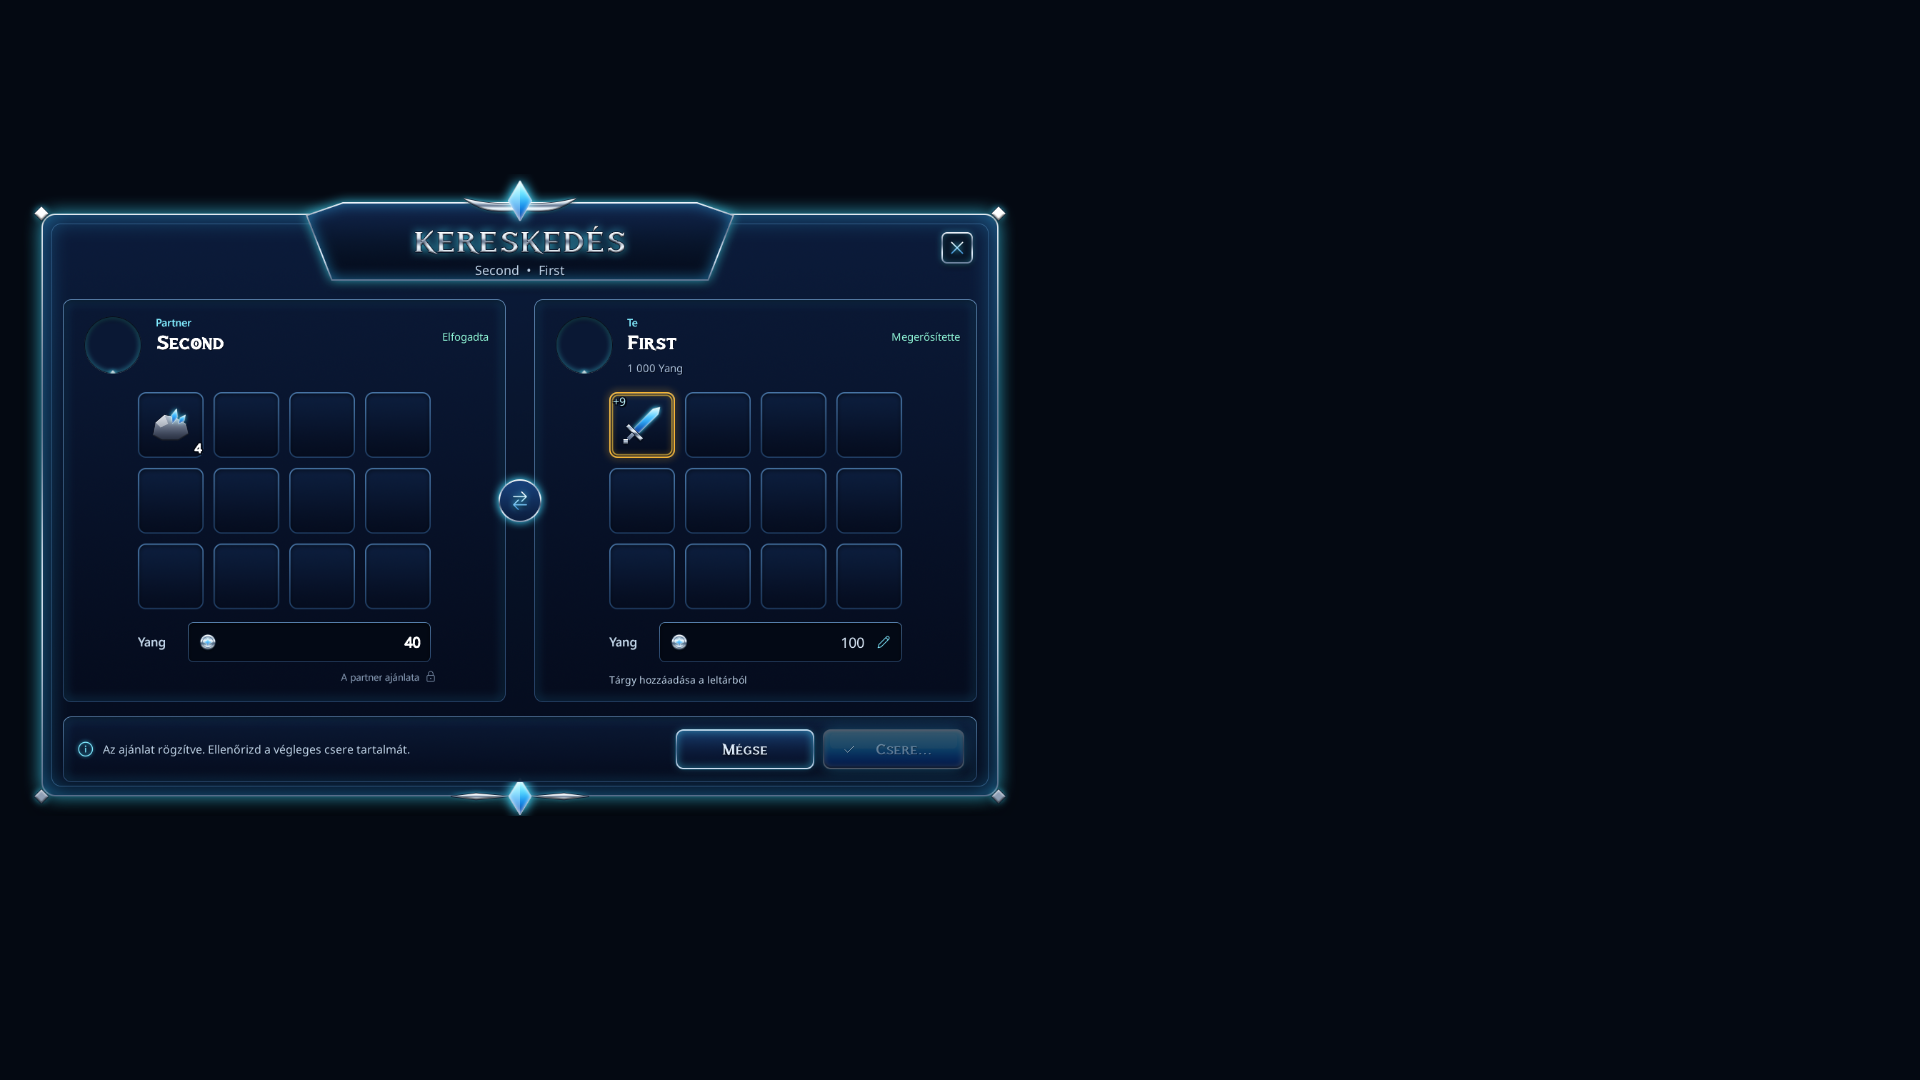 KERESKEDÉS
Second • First
Partner
Second
Elfogadta
Te
First
Megerősítette
1 000 Yang
4
+9
Yang
40
A partner ajánlata
Yang
100
Tárgy hozzáadása a leltárból
Az ajánlat rögzítve. Ellenőrizd a végleges csere tartalmát.
Mégse
Csere...